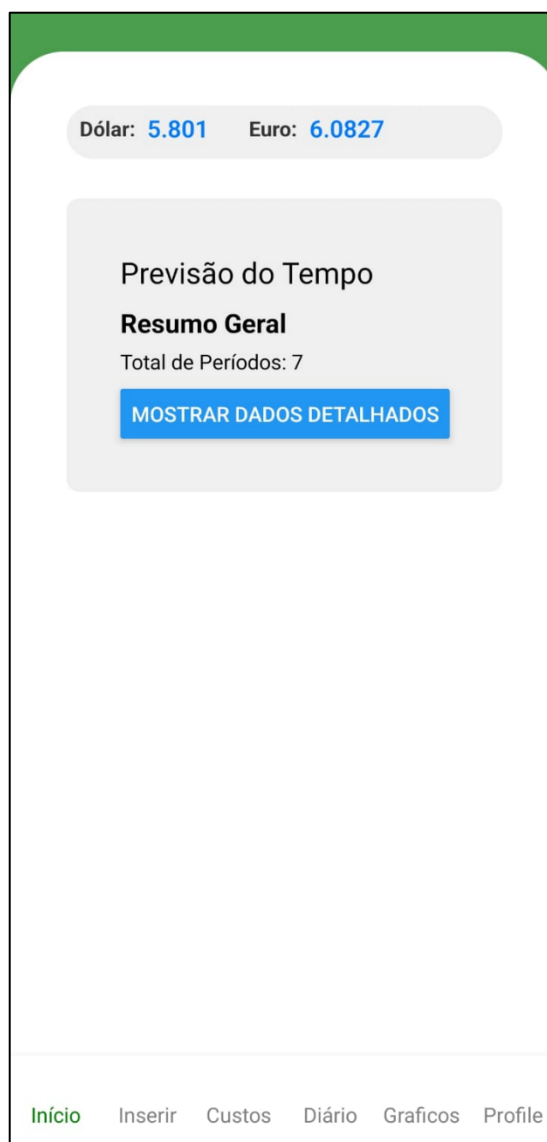 Dólar: 5.801 Euro: 6.0827
Previsão do Tempo
Resumo Geral
Total de Períodos: 7
MOSTRAR DADOS DETALHADOS
Início Inserir Custos Diário Graficos Profile